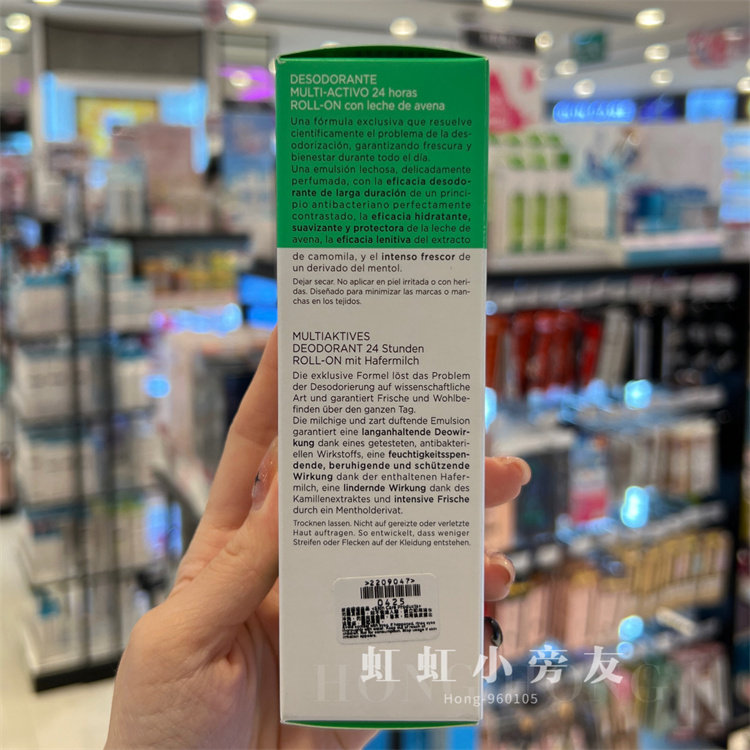 DESODORANTE
MULTI-ACTIVO 24 horas
ROLL-ON con leche de avena
Una fórmula exclusiva que resuelve
científicamente el problema de la des-
odorización, garantizando frescura y
bienestar durante todo el día.
Una emulsión lechosa, delicadamente
perfumada, con la eficacia desodo-
rante de larga duración de un princi-
pio antibacteriano perfectamente
contrastado, la eficacia hidratante,
suavizante y protectora de la leche de
avena, la eficacia lenitiva del extracto
de camomila, y el intenso frescor de
un derivado del mentol.
Dejar secar. No aplicar en piel irritada o con heri-
das. Diseñado para minimizar las marcas o man-
chas en los tejidos.
MULTIAKTIVES
DEODORANT 24 Stunden
ROLL-ON mit Hafermilch
Die exklusive Formel löst das Problem
der Desodorierung auf wissenschaftliche
Art und garantiert Frische und Wohlbe-
finden über den ganzen Tag.
Die milchige und zart duftende Emulsion
garantiert eine langanhaltende Deowir-
kung dank eines getesteten, antibakteri-
ellen Wirkstoffs, eine feuchtigkeitsspen-
dende, beruhigende und schützende
Wirkung dank der enthaltenen Hafer-
milch, eine lindernde Wirkung dank des
Kamillenextraktes und intensive Frische
durch ein Mentholderivat.
Trocknen lassen. Nicht auf gereizte oder verletzte
Haut auftragen. So entwickelt, dass weniger
Streifen oder Flecken auf der Kleidung entstehen.
>2209047<
0425
虹虹小旁友
Hong-960105